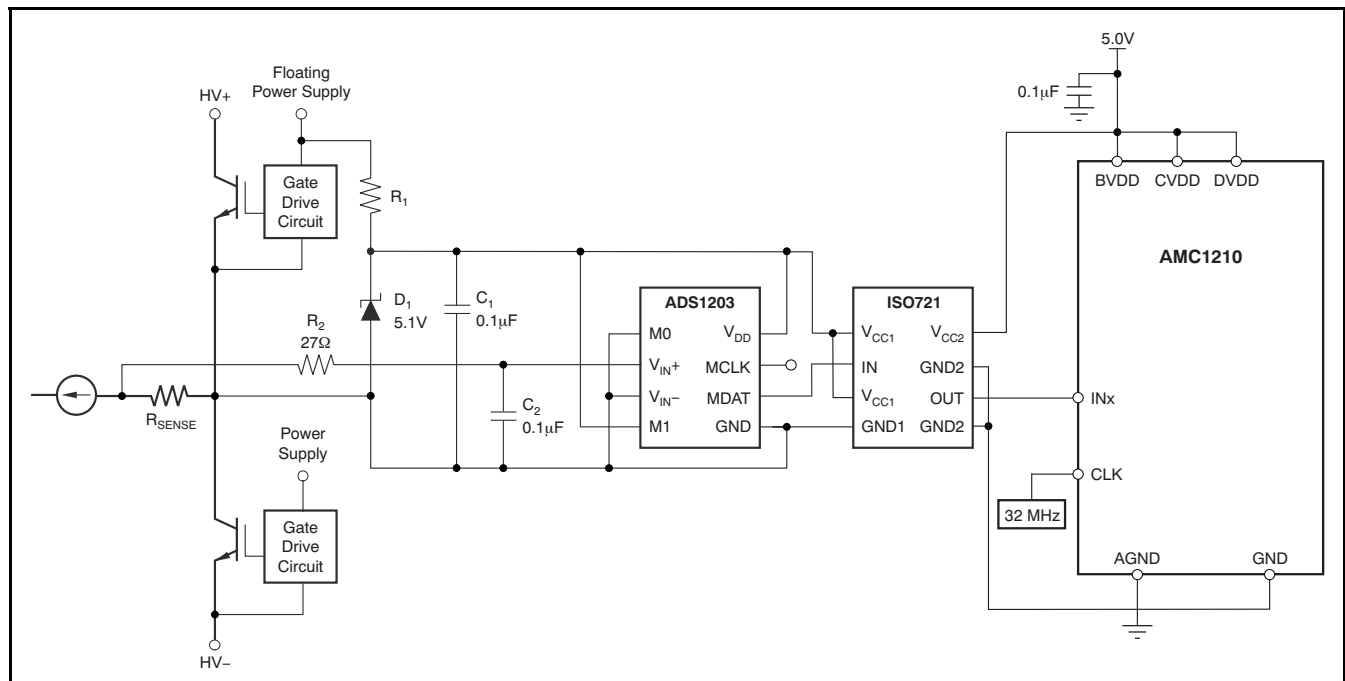 5.0V
0.1µF
HV+
Floating
Power Supply
Gate
Drive
Circuit
R1
BVDD CVDD DVDD
AMC1210
D1
5.1V
C1
0.1µF
R2
27Ω
ADS1203
M0
VDD
VIN+
MCLK
VIN–
MDAT
M1
GND
ISO721
VCC1
VCC2
IN
GND2
VCC1
OUT
GND1
GND2
INx
RSENSE
C2
0.1µF
Power
Supply
Gate
Drive
Circuit
CLK
32 MHz
AGND
GND
HV–